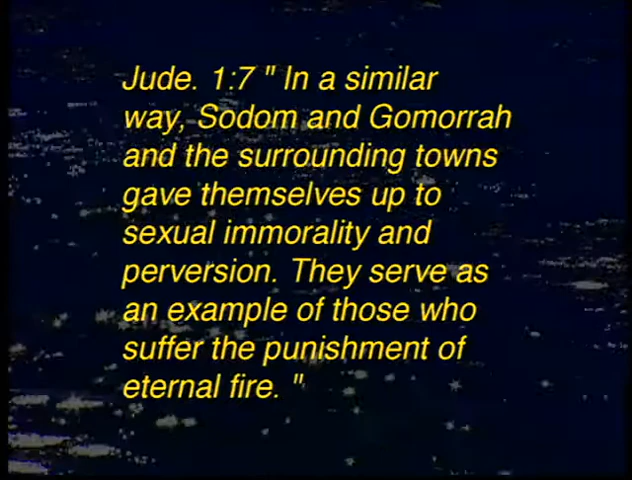 Jude. 1:7 " In a similar
way, Sodom and Gomorrah
and the surrounding towns
gave themselves up to
sexual immorality and
perversion. They serve as
an example of those who
suffer the punishment of
eternal fire. "